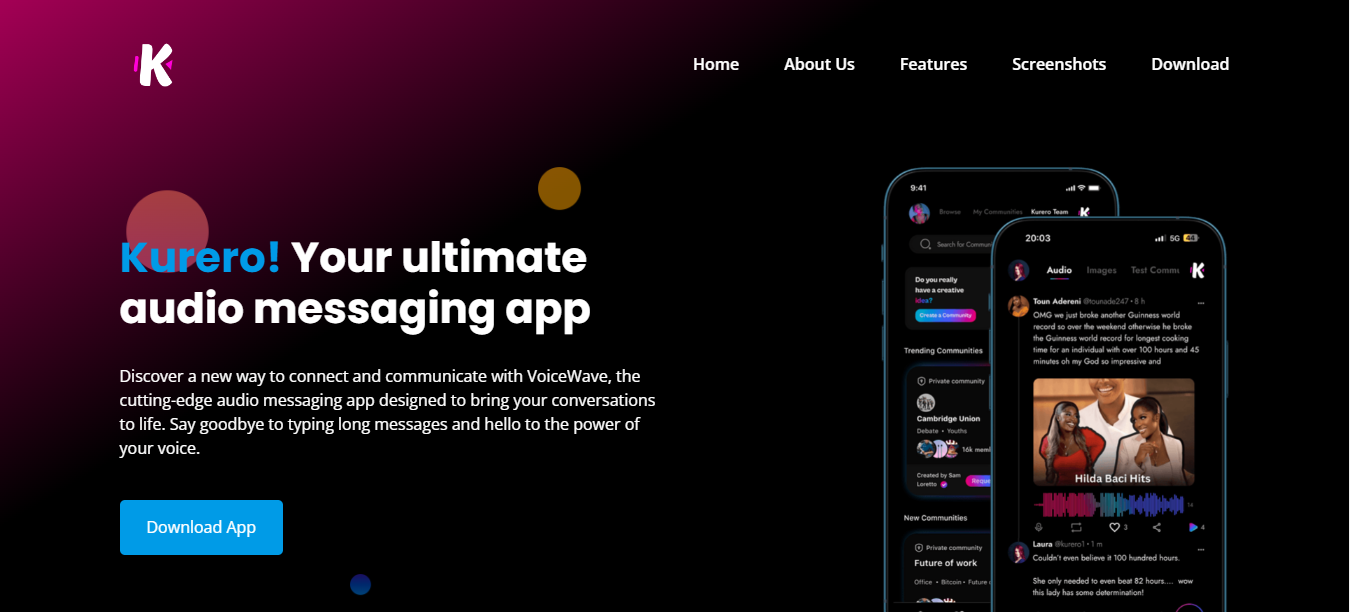 K
Home
About Us
Features
Screenshots
Download
Kurero! Your ultimate
audio messaging app
Discover a new way to connect and communicate with VoiceWave, the
cutting-edge audio messaging app designed to bring your conversations
to life. Say goodbye to typing long messages and hello to the power of
your voice.
Download App
9:41
Browse
My Communities
Kurero Team
K
Search for Commun
Do you really
have a creative
idea?
Create a Community
Trending Communities
Private community
Cambridge Union
Debate • Youths
16k memb
Created by Sam
Loretto
Reque
New Communities
Private community
Future of work
Office • Bitcoin • Future
20:03
5G
44
Audio
Images
Test Comm
K
Toun Adereni @tounade247 • 8 h
OMG we just broke another Guinness world
record so over the weekend otherwise he broke
the Guinness world record for longest cooking
time for an individual with over 100 hours and 45
minutes oh my God so impressive and
Hilda Baci Hits
14
3
4
Laura @kurero1 • 1 m
Couldn't even believe it 100 hundred hours.
She only needed to even beat 82 hours.... wow
this lady has some determination!